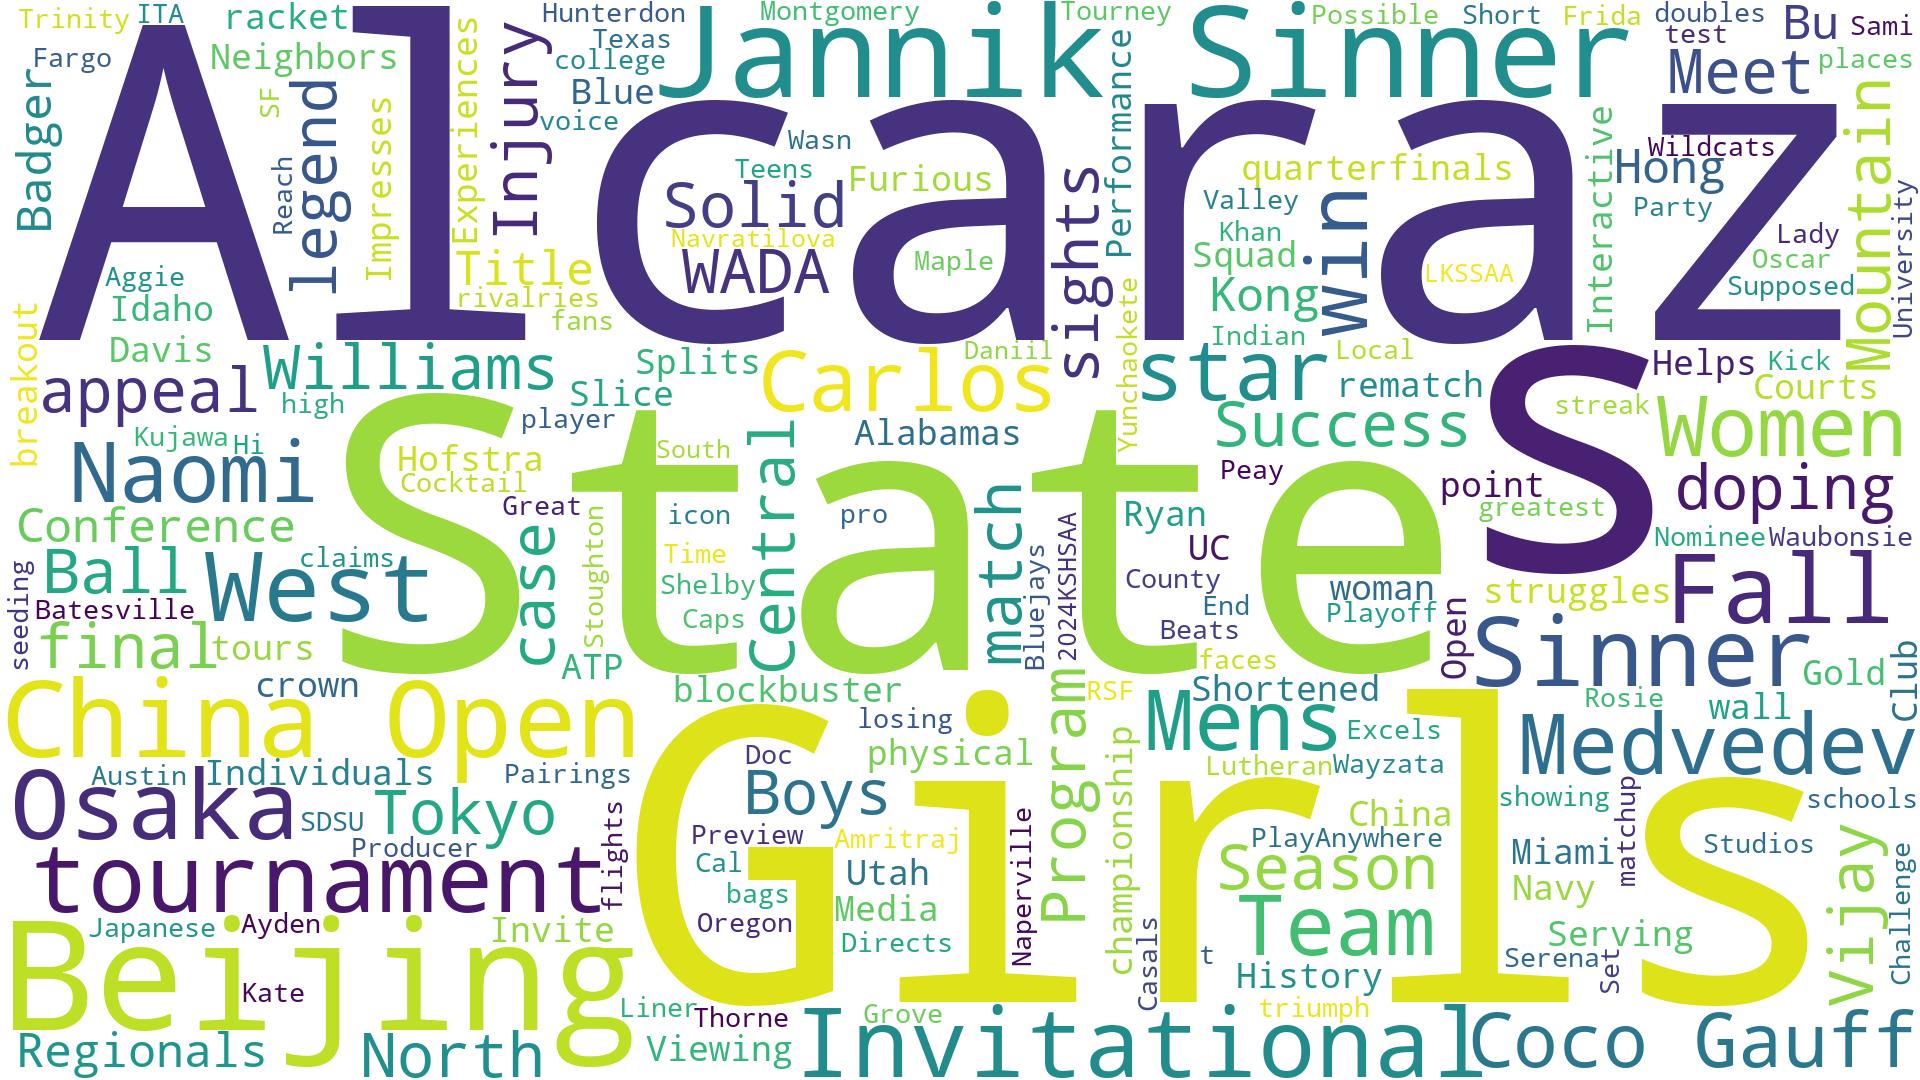 Trinity ITA racket Hunterdon Montgomery Tourney Possible Short Frida doubles Bu Sami
Fargo Neighbors Texas college Jannik Sinner test Meet places
Alcaraz
Badger SF legend Reach Impresses Experiences Injury Blue voice Performance Interactive Mountain University
Wasn Teens Solid Furious Navratilova WADA Maple sights
quarterfinals Valley Khan Squad Kong Indian win LKSSAA
Wildcats Hong Party Lady Oscar Supposed
Aggie Idaho Davis Title rivalries fans
breakout appeal Williams high Splits Slice Carlos Daniil Yunchaokete star Local rematch Helps Kick Courts
player Alabamas Success streak Women
Kujawa Hi Naomi Hofstra Cocktail Great South Central Peay point greatest doping
State
s
Conference icon Time Shelby Caps pro match Bluejays 2024KSHSAA Ryan UC County End Beats woman Playoff Nominee Waubonsie
Ball West claims case Stoughton struggles Fall
seeding Batesville final tours ATP faces Open Sinner Gold Club
crown blockbuster RSF Shortened Rosie wall
China Open losing physical Program Mens Excels Medvedev
Girls
Osaka Austin Individuals Pairings Doc Boys Lutheran Wayzata showing matchup schools
SDSU Tokyo Producer flights Preview Amritraj China PlayAnywhere Season Miami Studios
tournament Cal bags Oregon Utah Media Directs Naperville championship Navy Vijay Challenge
Beijing Japanese Ayden Invite Casals t Team Serving
Kate History Serena Set
Liner Thorne Grove triumph
Regionals North Viewing Invitational Coco Gauff